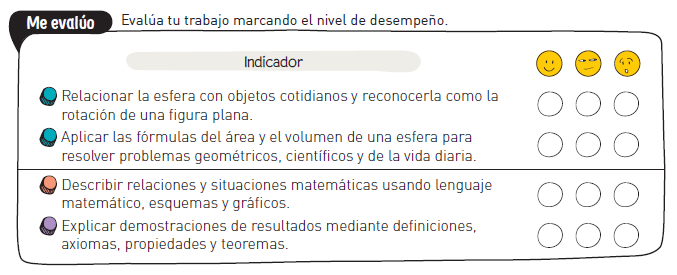 Me evalúo
Evalúa tu trabajo marcando el nivel de desempeño.
Indicador
Relacionar la esfera con objetos cotidianos y reconocerla como la
rotación de una figura plana.
Aplicar las fórmulas del área y el volumen de una esfera para
resolver problemas geométricos, científicos y de la vida diaria.
Describir relaciones y situaciones matemáticas usando lenguaje
matemático, esquemas y gráficos.
Explicar demostraciones de resultados mediante definiciones,
axiomas, propiedades y teoremas.